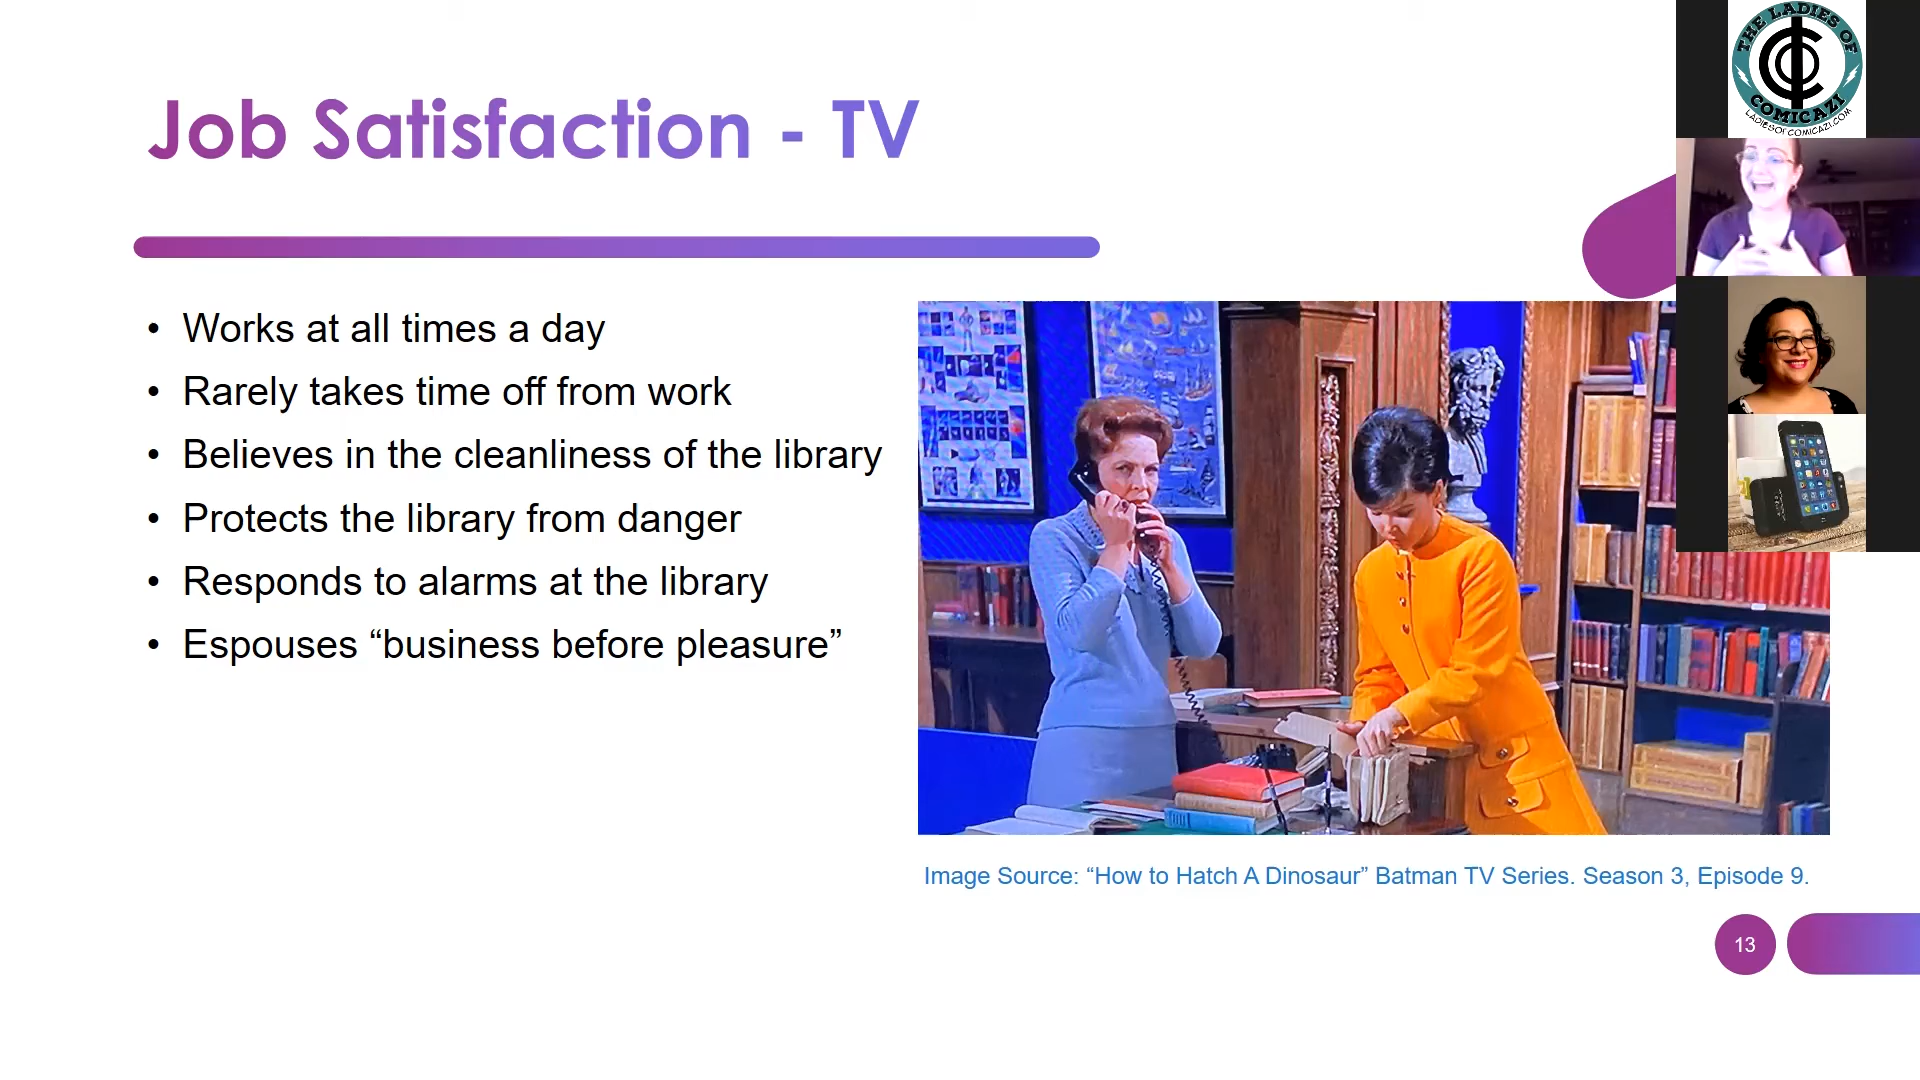 Job Satisfaction - TV
• Works at all times a day
• Rarely takes time off from work
• Believes in the cleanliness of the library
• Protects the library from danger
• Responds to alarms at the library
• Espouses “business before pleasure”
Image Source: “How to Hatch A Dinosaur” Batman TV Series. Season 3, Episode 9.
13
THE LADIES OF
COMICAZI
LADIESOFCOMICAZI.COM